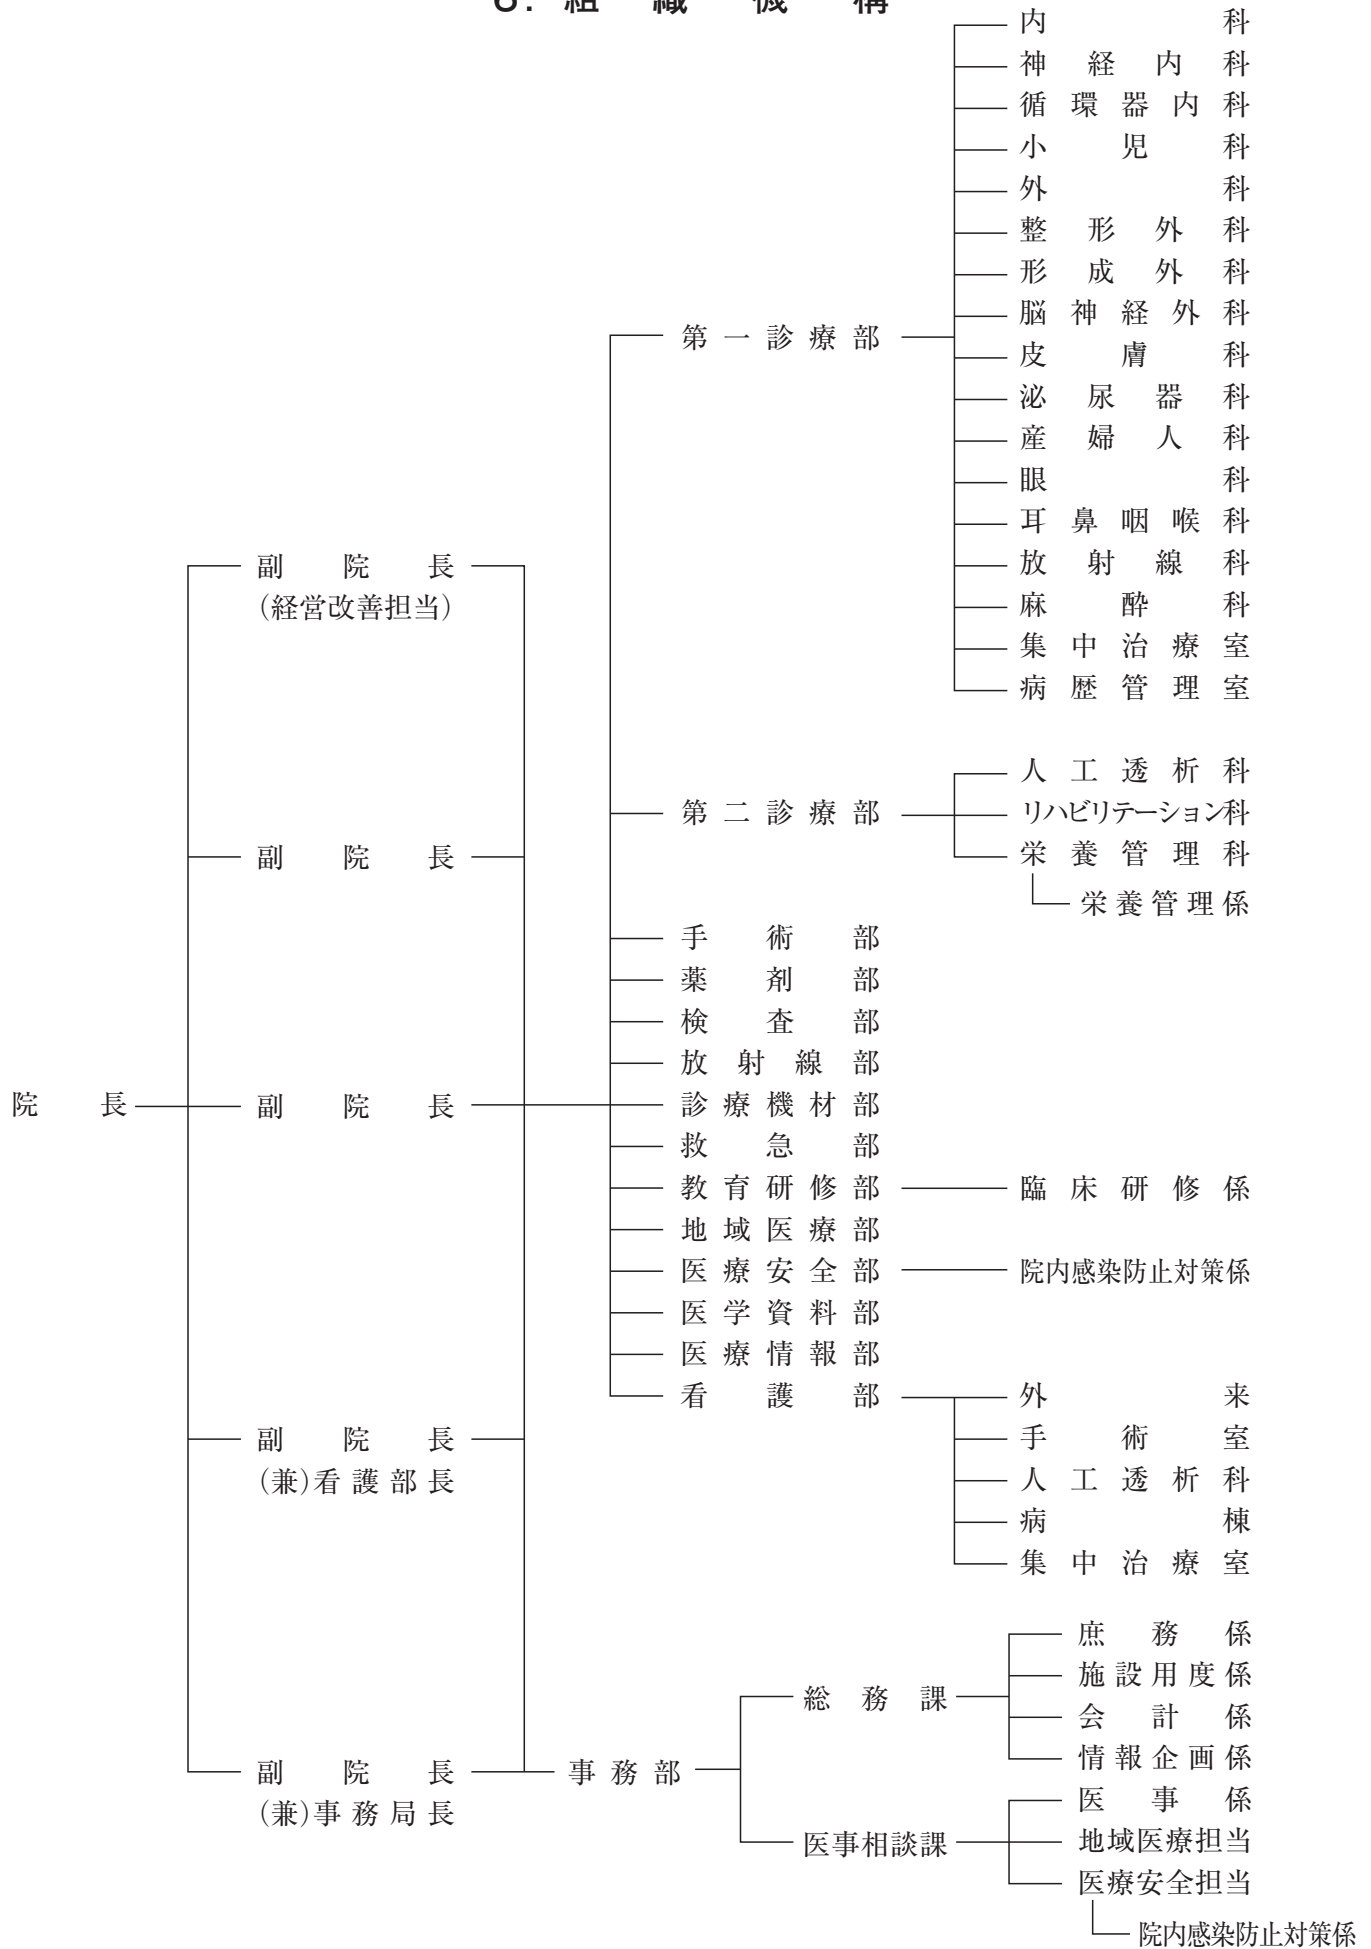 6. 組織機構
内科
神経内科
循環器内科
小児科
外科
整形外科
形成外科
脳神経外科
第一診療部
皮膚科
泌尿器科
産婦人科
眼科
耳鼻咽喉科
放射線科
麻酔科
集中治療室
病歴管理室
副院長
(経営改善担当)
人工透析科
第二診療部
リハビリテーション科
栄養管理科
栄養管理係
副院長
手術部
薬剤部
検査部
放射線部
院長
副院長
診療機材部
救急部
教育研修部
臨床研修係
地域医療部
医療安全部
院内感染防止対策係
医学資料部
医療情報部
看護部
外来
手術室
人工透析科
病棟
集中治療室
副院長
(兼)看護部長
副院長
(兼)事務局長
事務部
総務課
庶務係
施設用度係
会計係
情報企画係
医事相談課
医事係
地域医療担当
医療安全担当
院内感染防止対策係